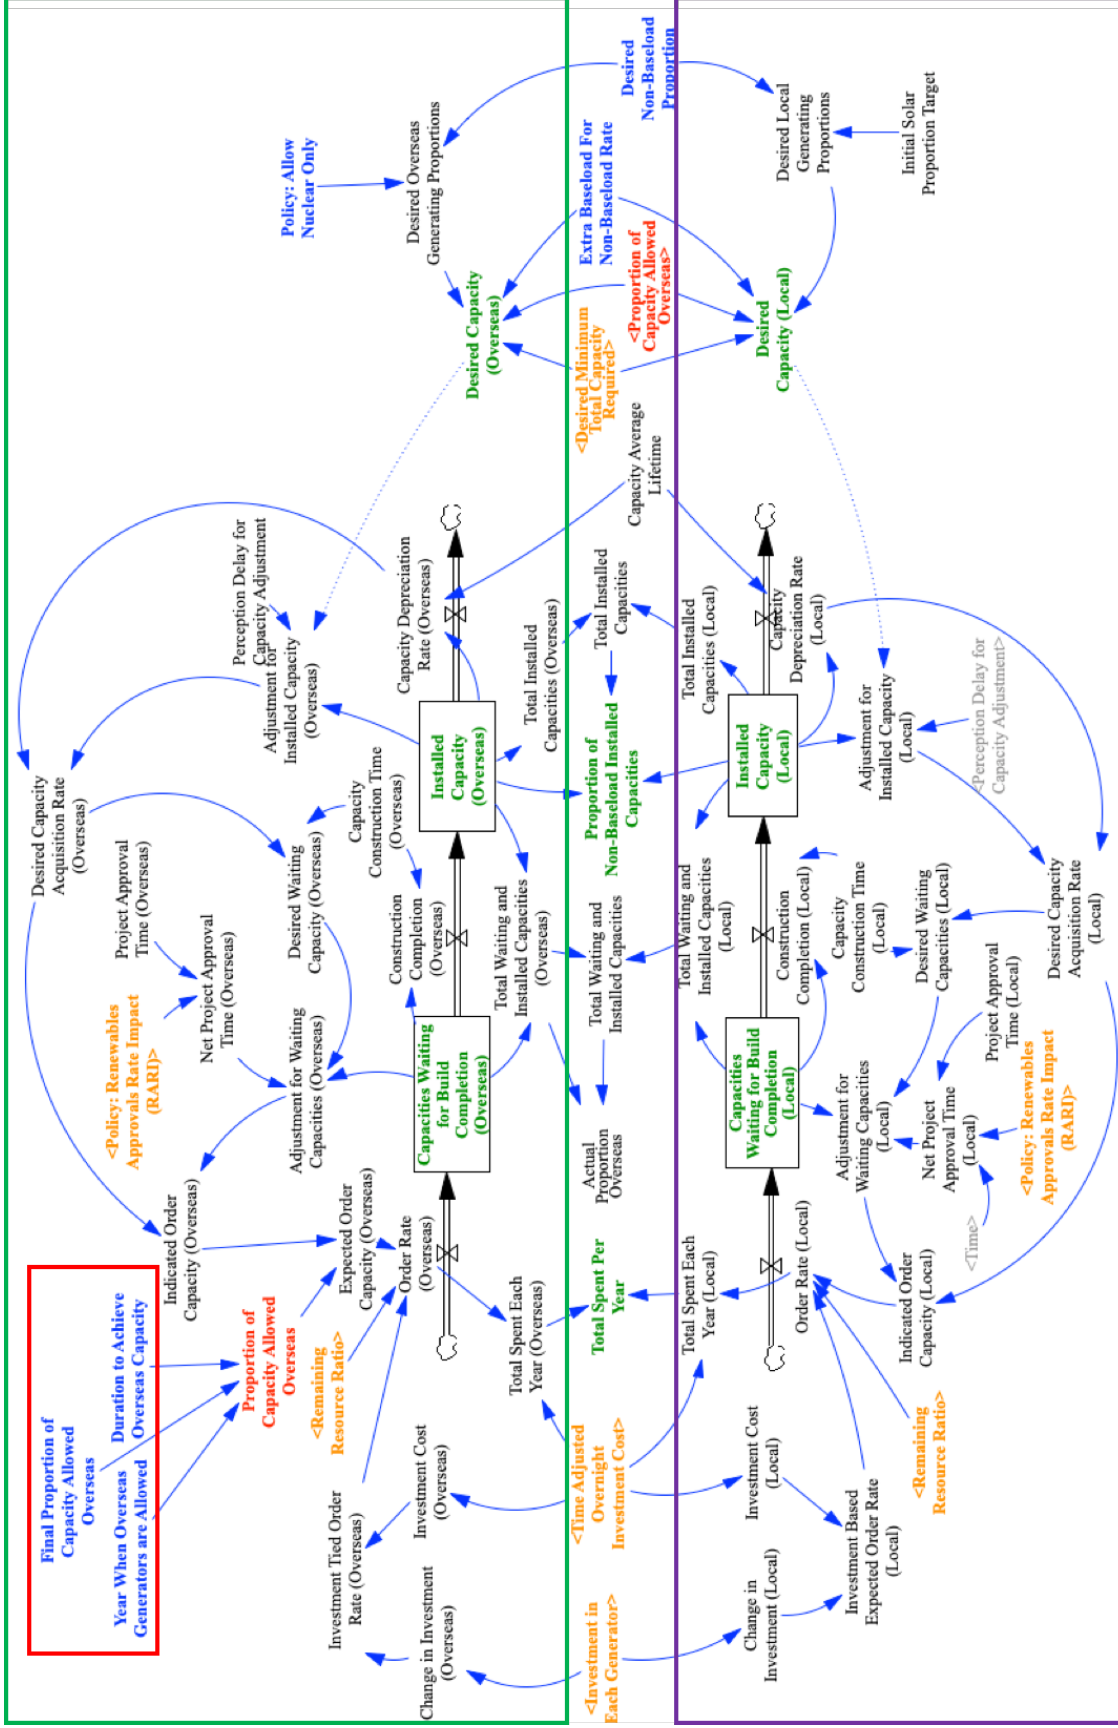 Final Proportion of
Capacity Allowed
Overseas
Year When Overseas
Generators are Allowed
Duration to Achieve
Overseas Capacity
Proportion of
Capacity Allowed
Overseas
<Remaining
Resource Ratio>
Investment Tied Order
Rate (Overseas)
Change in Investment
(Overseas)
Investment Cost
(Overseas)
Indicated Order
Capacity (Overseas)
Expected Order
Capacity (Overseas)
Order Rate
(Overseas)
Total Spent Each
Year (Overseas)
<Policy: Renewables
Approvals Rate Impact
(RARI)>
Project Approval
Time (Overseas)
Net Project Approval
Time (Overseas)
Adjustment for Waiting
Capacities (Overseas)
Capacities Waiting
for Build
Completion
(Overseas)
Desired Capacity
Acquisition Rate
(Overseas)
Desired Waiting
Capacity (Overseas)
Capacity
Construction Time
(Overseas)
Construction
Completion
(Overseas)
Total Waiting and
Installed Capacities
(Overseas)
Perception Delay for
Capacity Adjustment
Adjustment for
Installed Capacity
(Overseas)
Installed
Capacity
(Overseas)
Capacity Depreciation
Rate (Overseas)
Total Installed
Capacities (Overseas)
Policy: Allow
Nuclear Only
Desired Overseas
Generating Proportions
Desired Capacity
(Overseas)
<Investment in
Each Generator>
<Time Adjusted
Overnight
Investment Cost>
Total Spent Per
Year
Actual
Proportion
Overseas
Total Waiting and
Installed Capacities
Proportion of
Non-Baseload Installed
Capacities
Total Installed
Capacities
Capacity Average
Lifetime
<Desired Minimum
Total Capacity
Required>
<Proportion of
Capacity Allowed
Overseas>
Extra Baseload For
Non-Baseload Rate
Desired
Non-Baseload
Proportion
Change in
Investment (Local)
Investment Cost
(Local)
Investment Based
Expected Order Rate
(Local)
<Remaining
Resource Ratio>
Total Spent Each
Year (Local)
Order Rate (Local)
Indicated Order
Capacity (Local)
<Time>
Capacities
Waiting for Build
Completion
(Local)
Adjustment for
Waiting Capacities
(Local)
Net Project
Approval Time
(Local)
<Policy: Renewables
Approvals Rate Impact
(RARI)>
Project Approval
Time (Local)
Total Waiting and
Installed Capacities
(Local)
Construction
Completion (Local)
Capacity
Construction Time
(Local)
Desired Waiting
Capacities (Local)
Desired Capacity
Acquisition Rate
(Local)
Installed
Capacity
(Local)
Total Installed
Capacities (Local)
Capacity
Depreciation Rate
(Local)
Adjustment for
Installed Capacity
(Local)
<Perception Delay for
Capacity Adjustment>
Desired
Capacity (Local)
Desired Local
Generating
Proportions
Initial Solar
Proportion Target